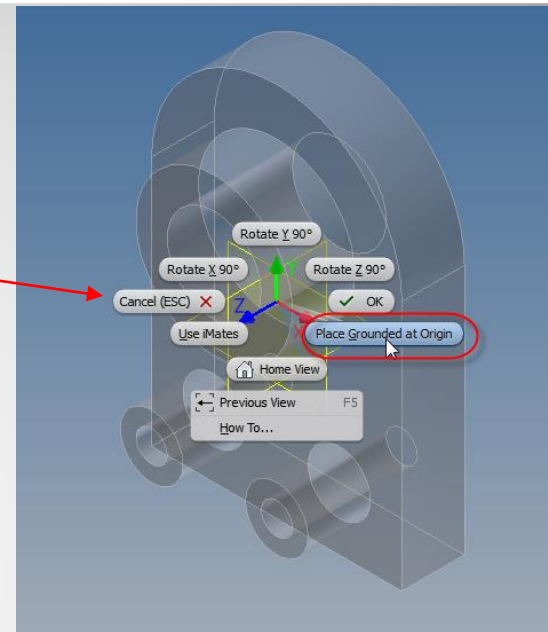 Rotate Y 90°
Rotate X 90°
Rotate Z 90°
Y
Cancel (ESC)
Z
OK
Use iMates
X
Place Grounded at Origin
Home View
Previous View F5
How To...